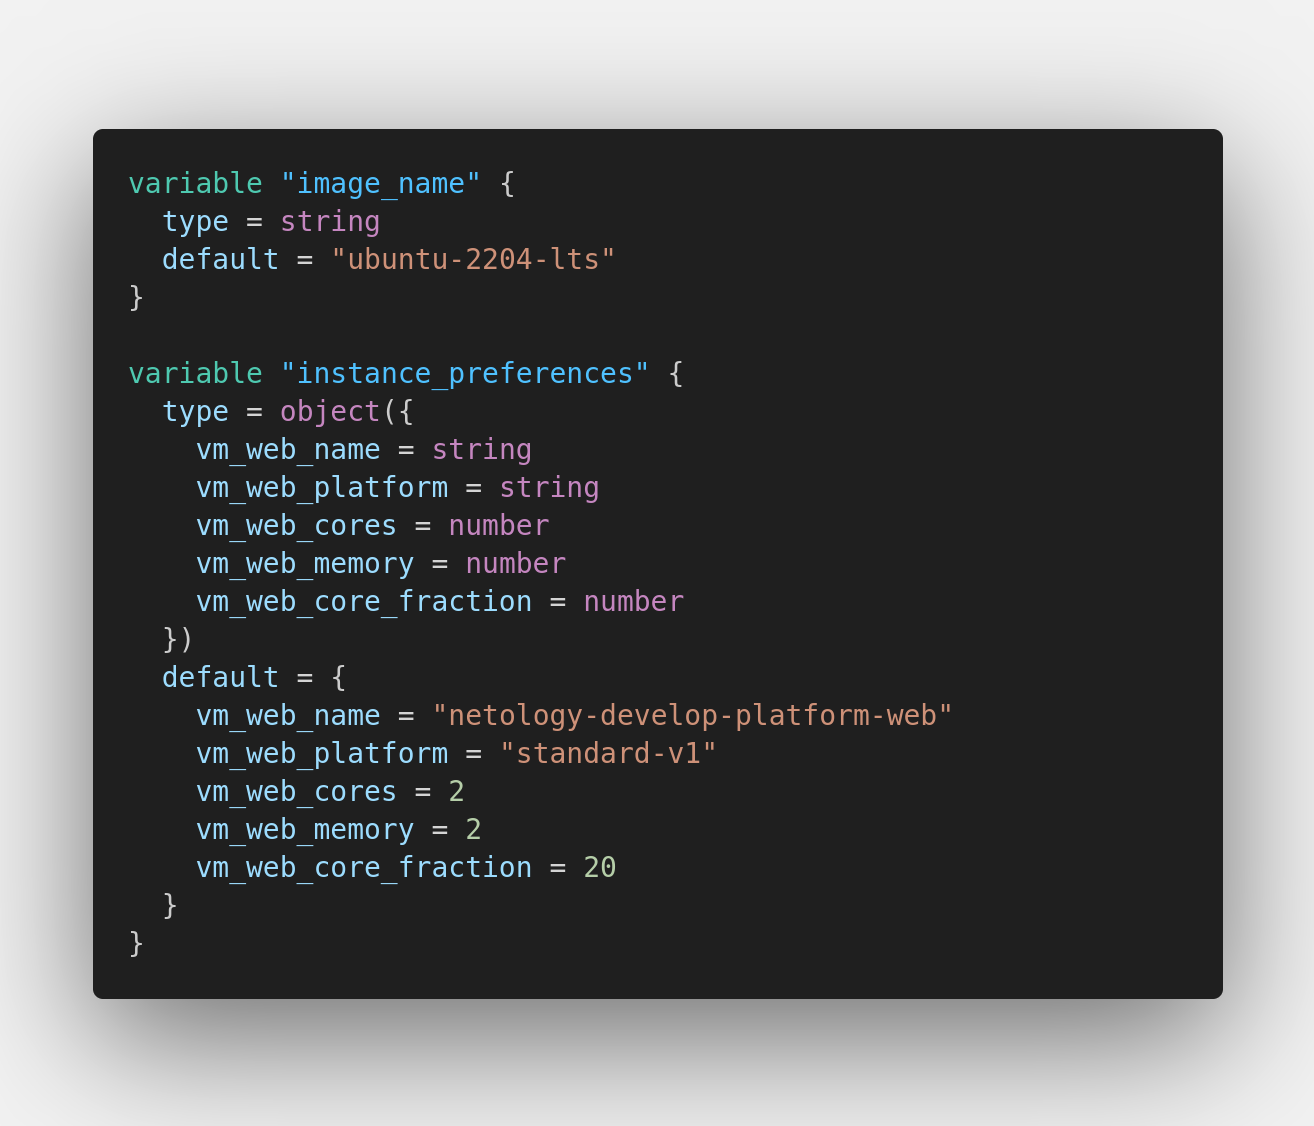 variable "image_name" {
  type = string
  default = "ubuntu-2204-lts"
}

variable "instance_preferences" {
  type = object({
    vm_web_name = string
    vm_web_platform = string
    vm_web_cores = number
    vm_web_memory = number
    vm_web_core_fraction = number
  })
  default = {
    vm_web_name = "netology-develop-platform-web"
    vm_web_platform = "standard-v1"
    vm_web_cores = 2
    vm_web_memory = 2
    vm_web_core_fraction = 20
  }
}